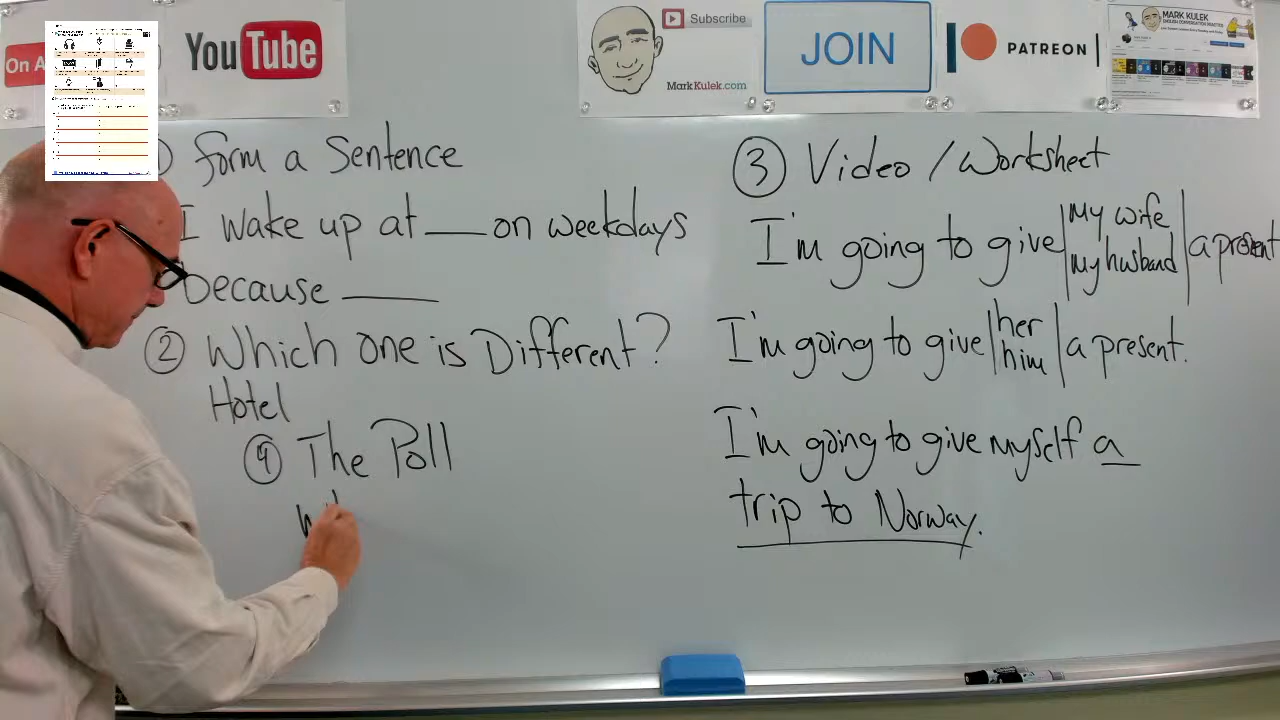 On A
YouTube
Subscribe
MarkKulek.com
JOIN
PATREON
MARK KULEK
Form a Sentence
I wake up at ___ on weekdays
because ___
② Which one is Different?
Hotel
④ The Poll
③ Video / Worksheet
I'm going to give | my wife | a present
my husband
I'm going to give | her | a present.
him
I'm going to give myself a
trip to Norway.